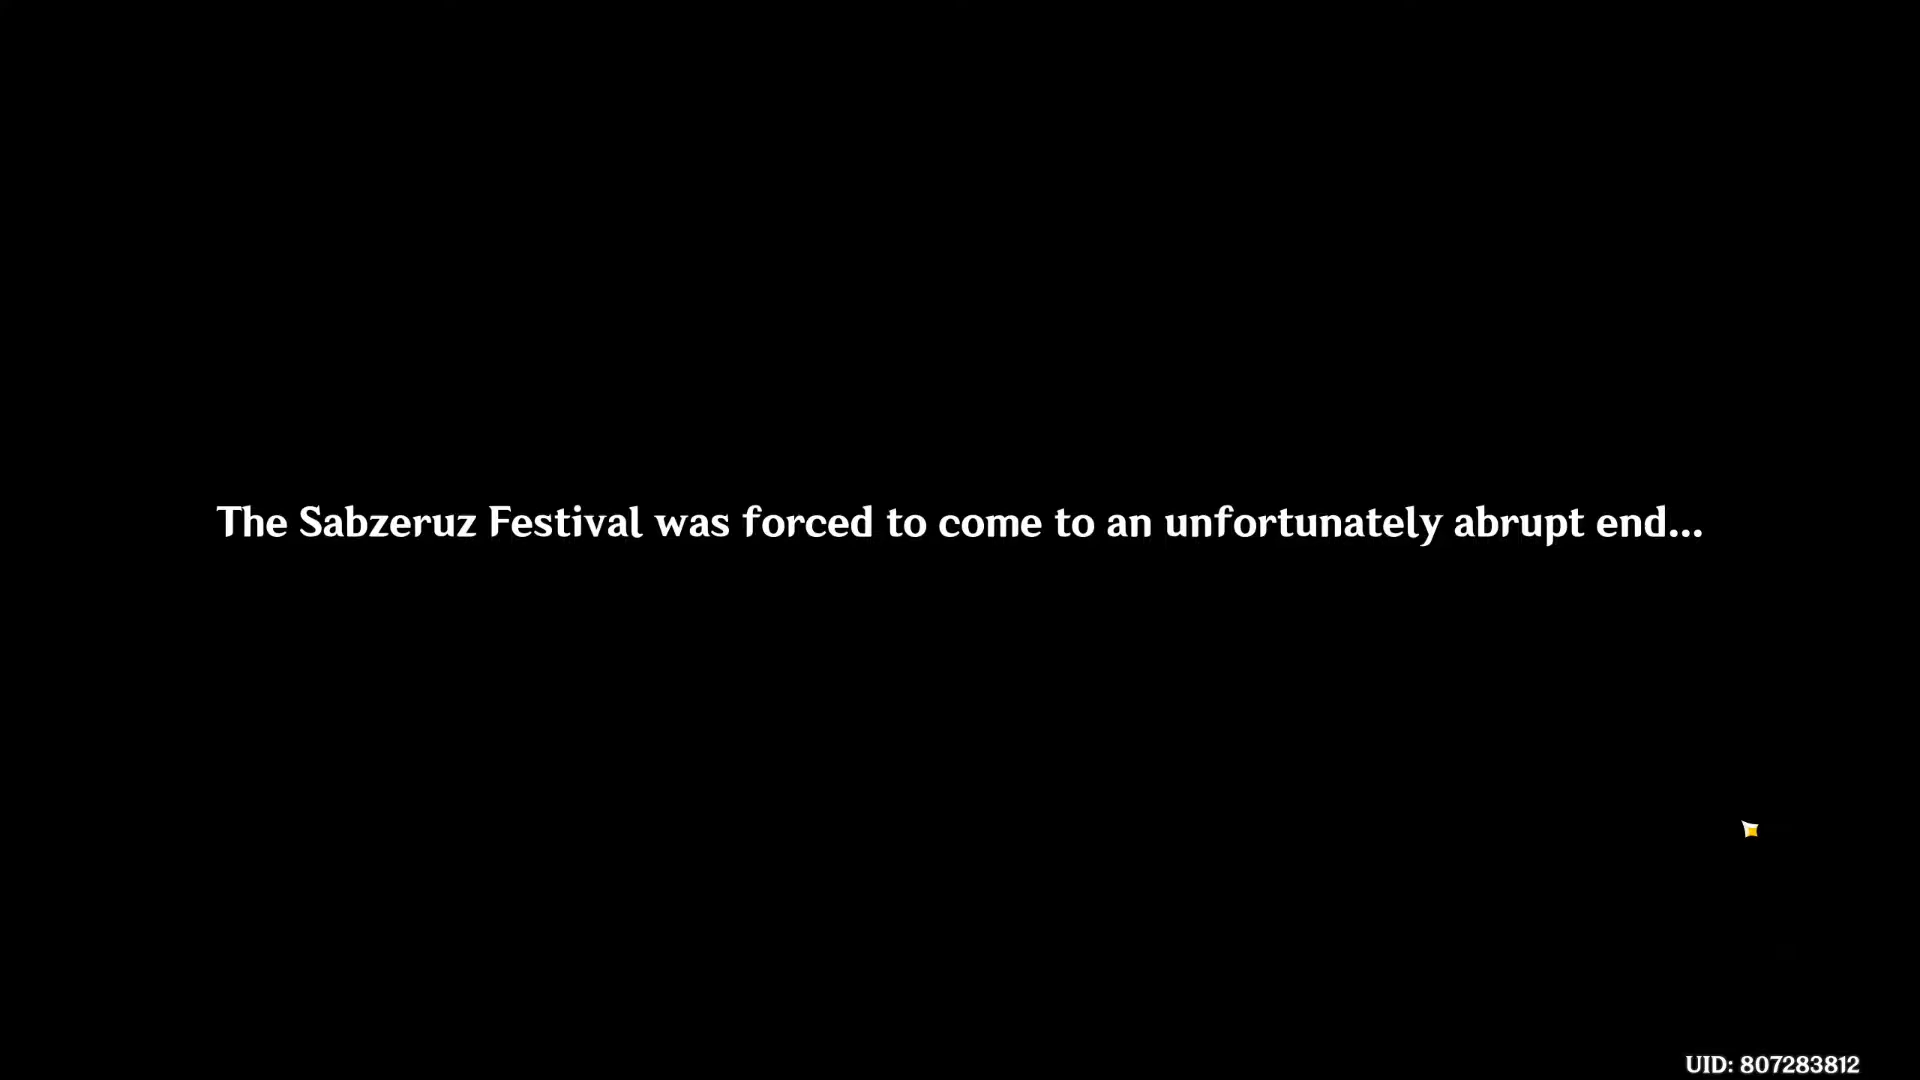 The Sabzeruz Festival was forced to come to an unfortunately abrupt end...
UID: 807283812